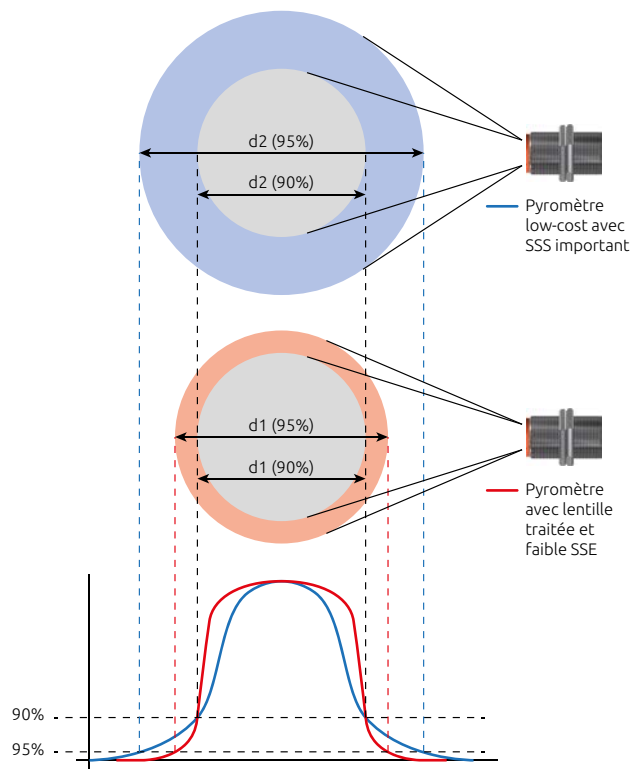 d2 (95%)
d2 (90%)
Pyromètre
low-cost avec
SSS important
d1 (95%)
d1 (90%)
Pyromètre
avec lentille
traitée et
faible SSE
90%
95%